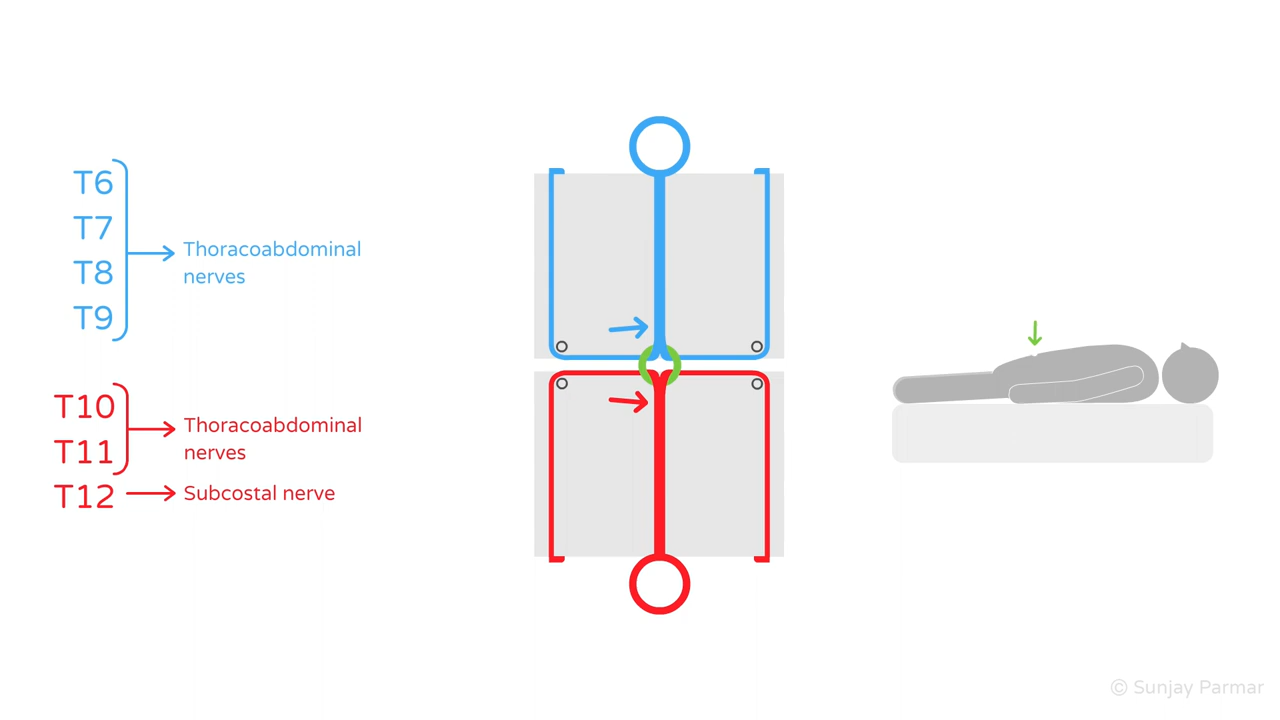 T6
T7
T8
T9
Thoracoabdominal
nerves
T10
T11
Thoracoabdominal
nerves
T12
Subcostal nerve
© Sunjay Parmar